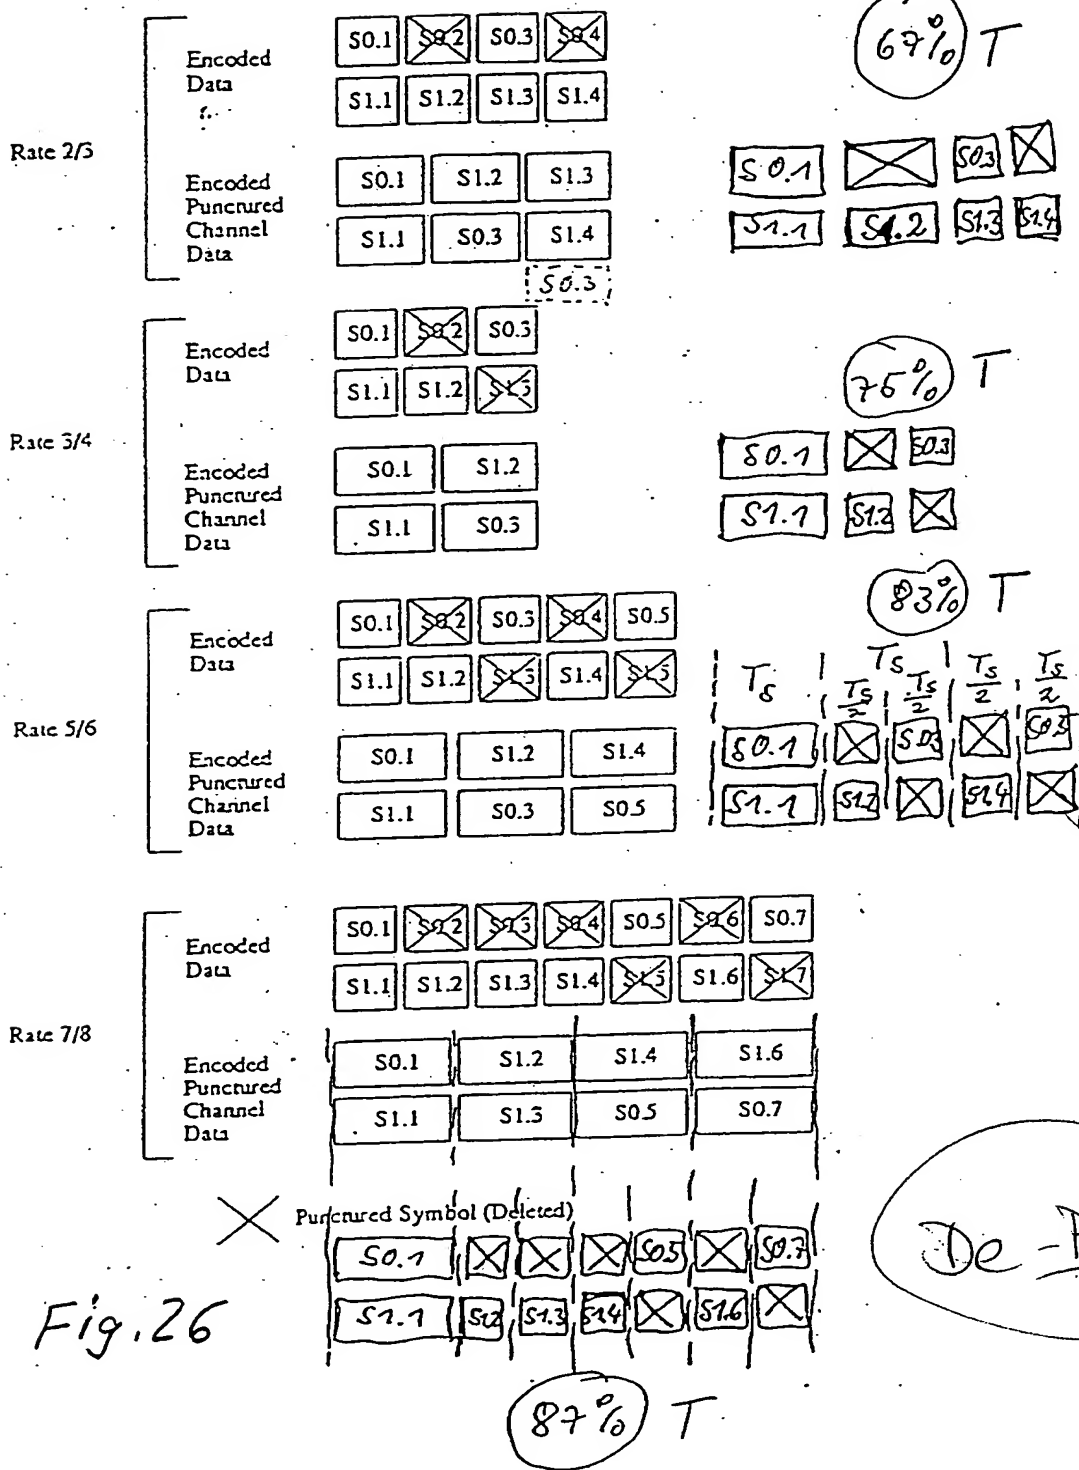 67% T
Rate 2/3
Encoded Data
S0.1 S0.2 S0.3 S0.4
S1.1 S1.2 S1.3 S1.4
Encoded Punctured Channel Data
S0.1 S1.2 S1.3
S1.1 S0.3 S1.4
S0.3
S0.1 S0.3
S1.1 S1.2 S1.3 S1.4
Rate 3/4
Encoded Data
S0.1 S0.2 S0.3
S1.1 S1.2 S1.3
Encoded Punctured Channel Data
S0.1 S1.2
S1.1 S0.3
75% T
S0.1 S0.3
S1.1 S1.2
Rate 5/6
Encoded Data
S0.1 S0.2 S0.3 S0.4 S0.5
S1.1 S1.2 S1.3 S1.4 S1.5
Encoded Punctured Channel Data
S0.1 S1.2 S1.4
S1.1 S0.3 S0.5
83% T
Ts Ts
Ts/2 Ts/2 Ts/2 Ts/2
S0.1 S0.3 S0.5
S1.1 S1.2 S1.4
Rate 7/8
Encoded Data
S0.1 S0.2 S0.3 S0.4 S0.5 S0.6 S0.7
S1.1 S1.2 S1.3 S1.4 S1.5 S1.6 S1.7
Encoded Punctured Channel Data
S0.1 S1.2 S1.4 S1.6
S1.1 S1.3 S0.5 S0.7
Punctured Symbol (Deleted)
S0.1 S0.5 S0.7
S1.1 S1.2 S1.3 S1.4 S1.6
De-
Fig.26
87% T